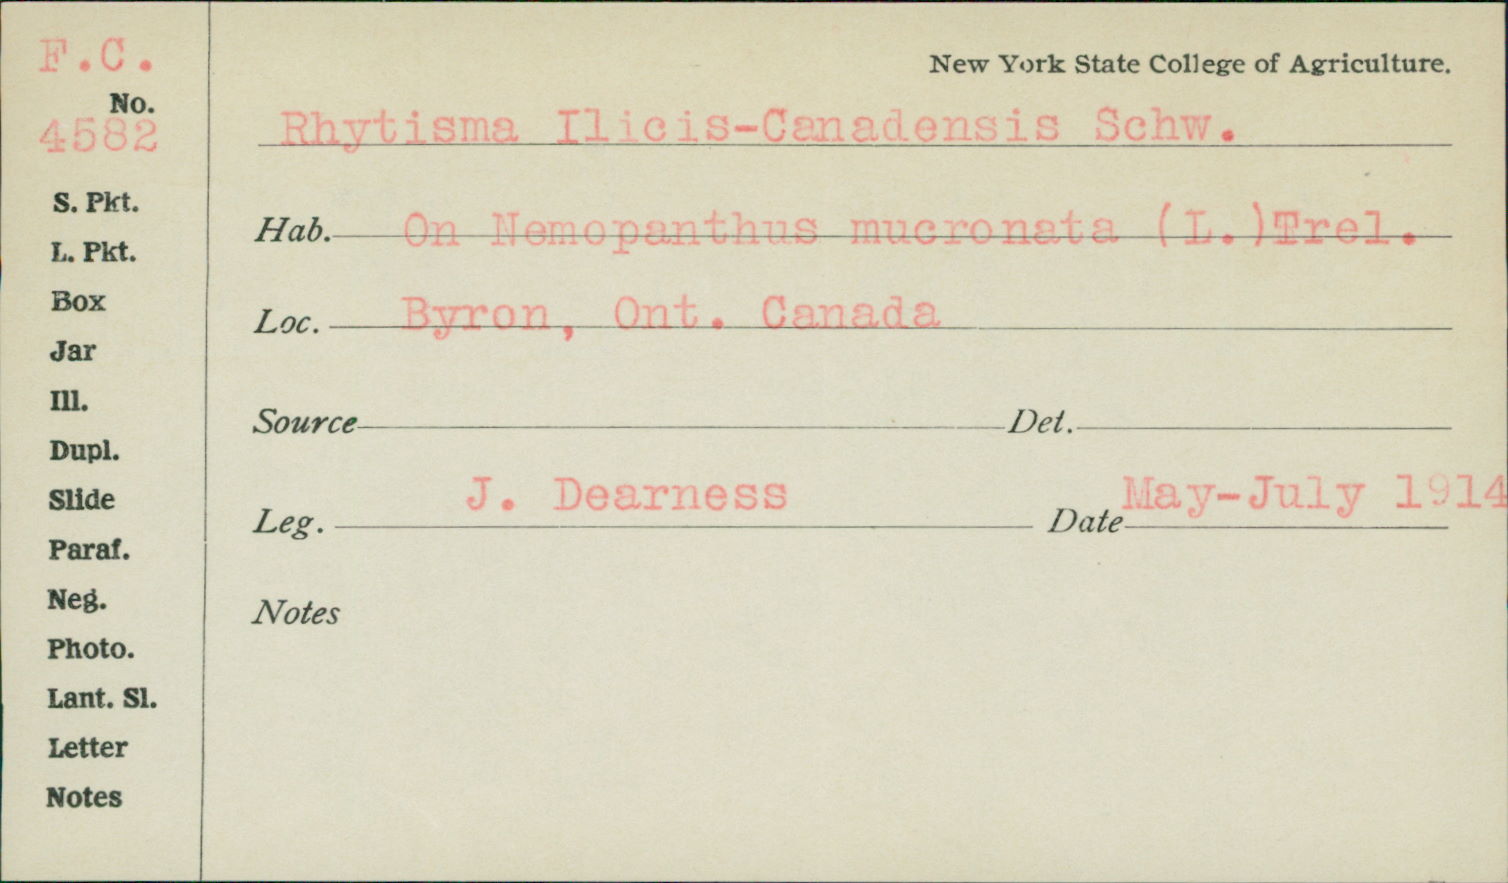 F.C.
No.
4582
S. Pkt.
L. Pkt.
Box
Jar
Ill.
Dupl.
Slide
Paraf.
Neg.
Photo.
Lant. Sl.
Letter
Notes
New York State College of Agriculture.
Rhytisma Ilicis-Canadensis Schw.
Hab. On Nemopanthus mucronata (L.)Trel.
Loc. Byron, Ont. Canada
Source Det.
Leg. J. Dearness Date May-July 1914
Notes